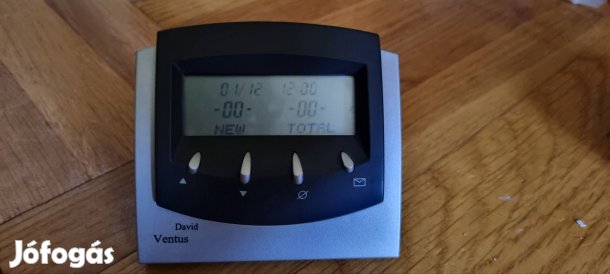 01/12 12:00
-00- -00-
NEW TOTAL
David
Ventus
Jófogás